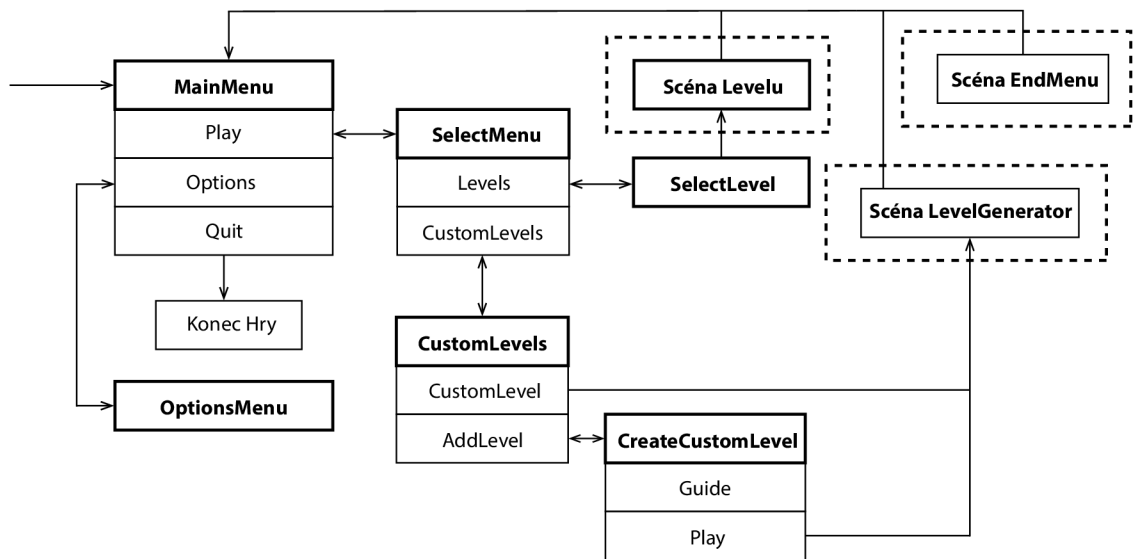 MainMenu
Play
Options
Quit
Konec Hry
OptionsMenu
SelectMenu
Levels
CustomLevels
CustomLevels
CustomLevel
AddLevel
CreateCustomLevel
Guide
Play
Scéna Levelu
SelectLevel
Scéna EndMenu
Scéna LevelGenerator